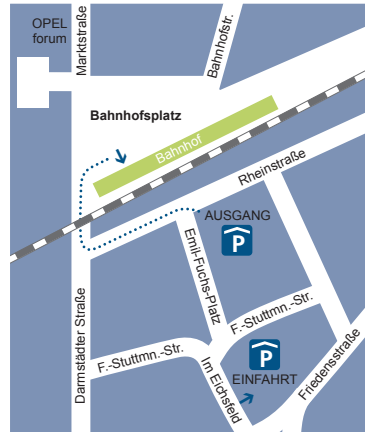 OPEL
forum
Marktstraße
Bahnhofstr.
Bahnhofsplatz
Bahnhof
Rheinstraße
AUSGANG
P
Emil-Fuchs-Platz
Darmstädter Straße
F.-Stuttmn.-Str.
F.-Stuttmn.-Str.
P
EINFAHRT
Im Eichsfeld
Friedensstraße